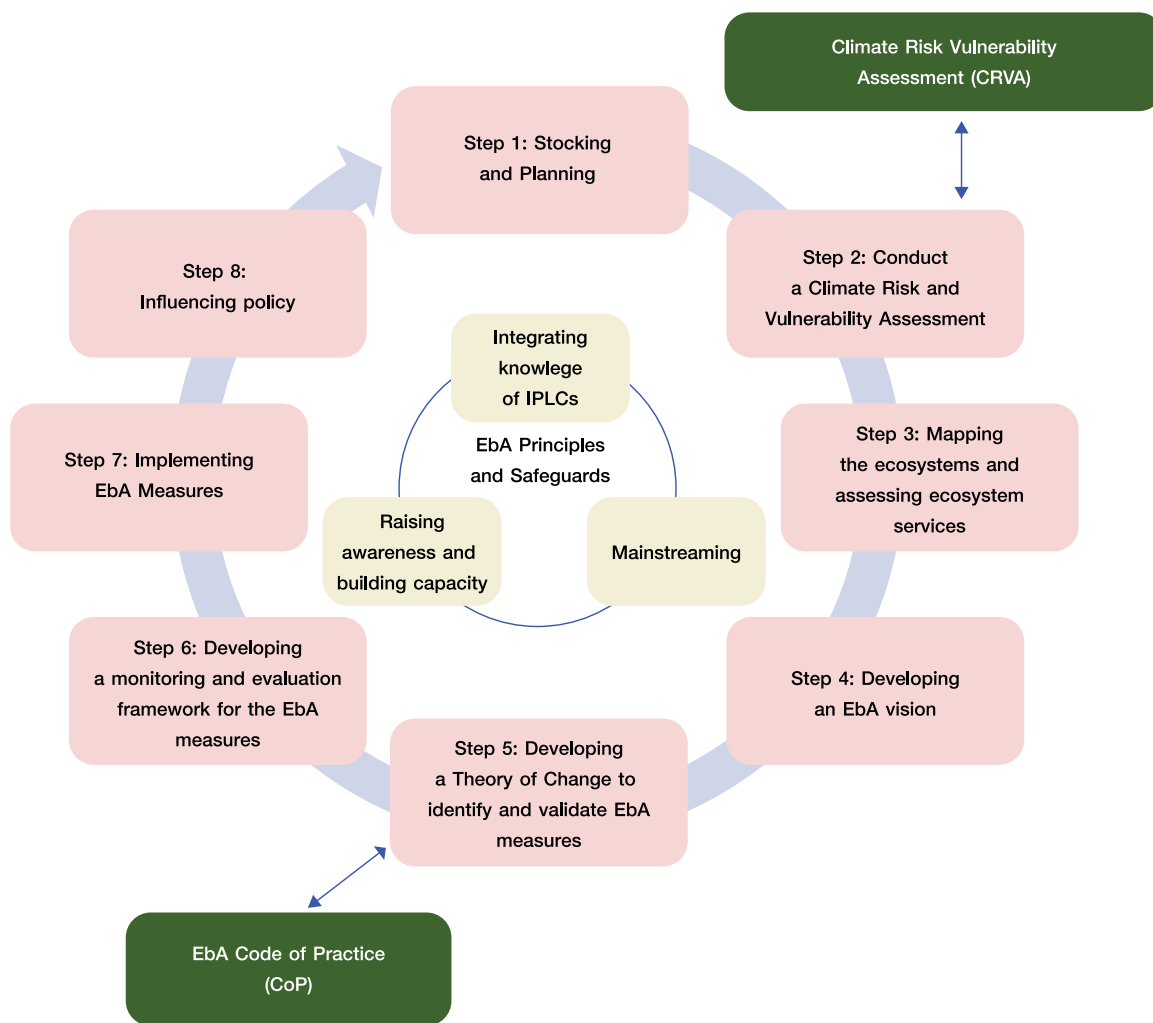 Climate Risk Vulnerability
Assessment (CRVA)
Step 1: Stocking
and Planning
Step 2: Conduct
a Climate Risk and
Vulnerability Assessment
Step 3: Mapping
the ecosystems and
assessing ecosystem
services
Step 4: Developing
an EbA vision
Step 5: Developing
a Theory of Change to
identify and validate EbA
measures
Step 6: Developing
a monitoring and evaluation
framework for the EbA
measures
Step 7: Implementing
EbA Measures
Step 8:
Influencing policy
Integrating
knowlege
of IPLCs
EbA Principles
and Safeguards
Raising
awareness and
building capacity
Mainstreaming
EbA Code of Practice
(CoP)